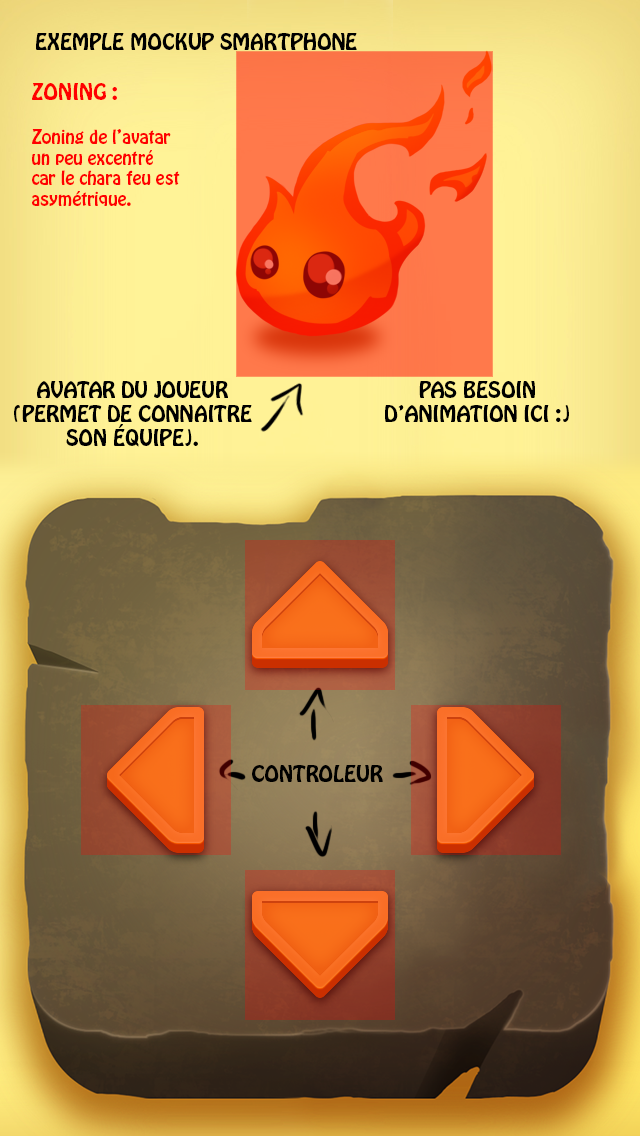 EXEMPLE MOCKUP SMARTPHONE
ZONING :
Zoning de l'avatar
un peu excentré
car le chara feu est
asymétrique.
AVATAR DU JOUEUR
(PERMET DE CONNAITRE
SON ÉQUIPE).
PAS BESOIN
D'ANIMATION ICI :)
CONTROLEUR